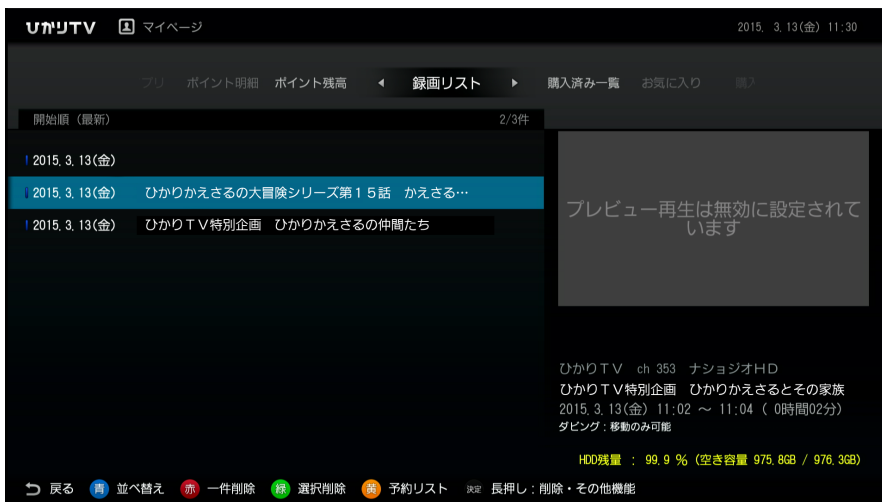 ひかりTV マイページ 2015. 3. 13(金) 11:30
プリ ポイント明細 ポイント残高 ◀ 録画リスト ▶ 購入済み一覧 お気に入り 購入
開始順（最新） 2/3件
2015. 3. 13(金)
2015. 3. 13(金) ひかりかえさるの大冒険シリーズ第１５話 かえさる…
2015. 3. 13(金) ひかりＴＶ特別企画 ひかりかえさるの仲間たち
プレビュー再生は無効に設定されて
います
ひかりＴＶ ch 353 ナショジオＨＤ
ひかりＴＶ特別企画 ひかりかえさるとその家族
2015. 3. 13(金) 11:02 ～ 11:04 ( 0時間02分)
ダビング：移動のみ可能
HDD残量 : 99.9 % (空き容量 975.8GB / 976.3GB)
戻る 青 並べ替え 赤 一件削除 緑 選択削除 黄 予約リスト 決定 長押し：削除・その他機能